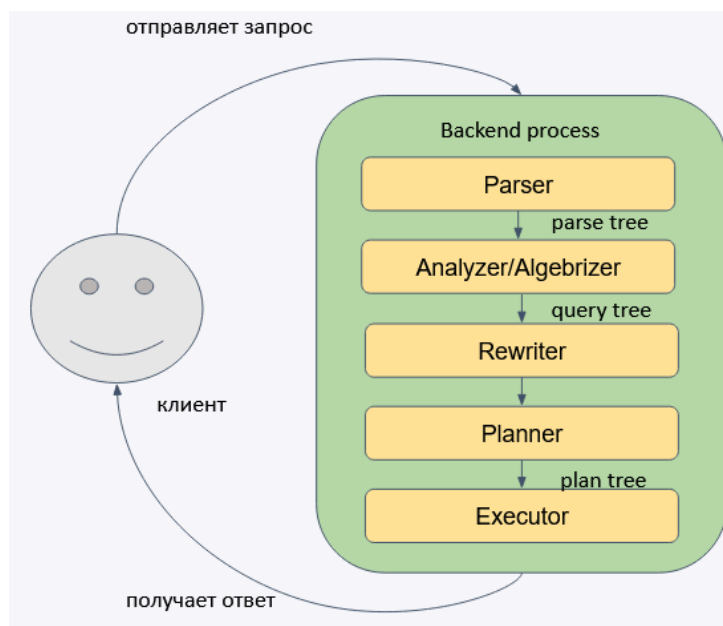 отправляет запрос
Backend process
Parser
parse tree
Analyzer/Algebrizer
query tree
Rewriter
клиент
Planner
plan tree
Executor
получает ответ